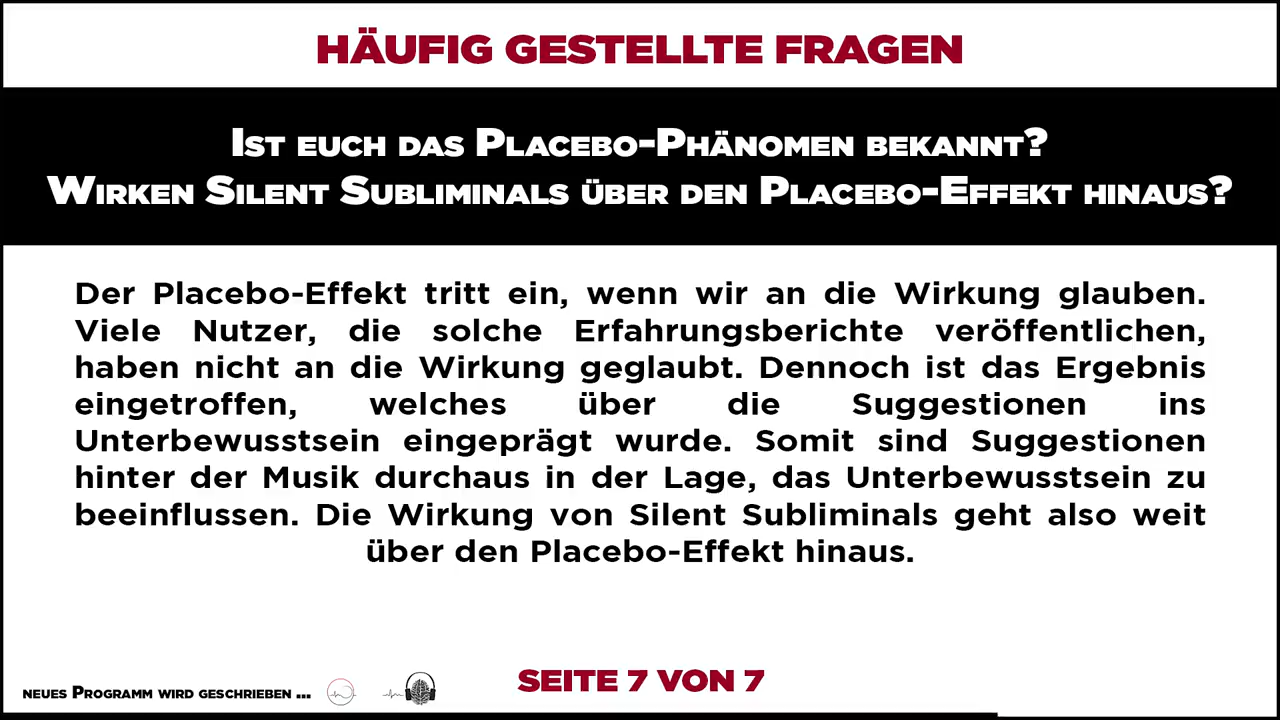 HÄUFIG GESTELLTE FRAGEN
IST EUCH DAS PLACEBO-PHÄNOMEN BEKANNT?
WIRKEN SILENT SUBLIMINALS ÜBER DEN PLACEBO-EFFEKT HINAUS?
Der Placebo-Effekt tritt ein, wenn wir an die Wirkung glauben.
Viele Nutzer, die solche Erfahrungsberichte veröffentlichen,
haben nicht an die Wirkung geglaubt. Dennoch ist das Ergebnis
eingetroffen, welches über die Suggestionen ins
Unterbewusstsein eingeprägt wurde. Somit sind Suggestionen
hinter der Musik durchaus in der Lage, das Unterbewusstsein zu
beeinflussen. Die Wirkung von Silent Subliminals geht also weit
über den Placebo-Effekt hinaus.
NEUES PROGRAMM WIRD GESCHRIEBEN ...
SEITE 7 VON 7